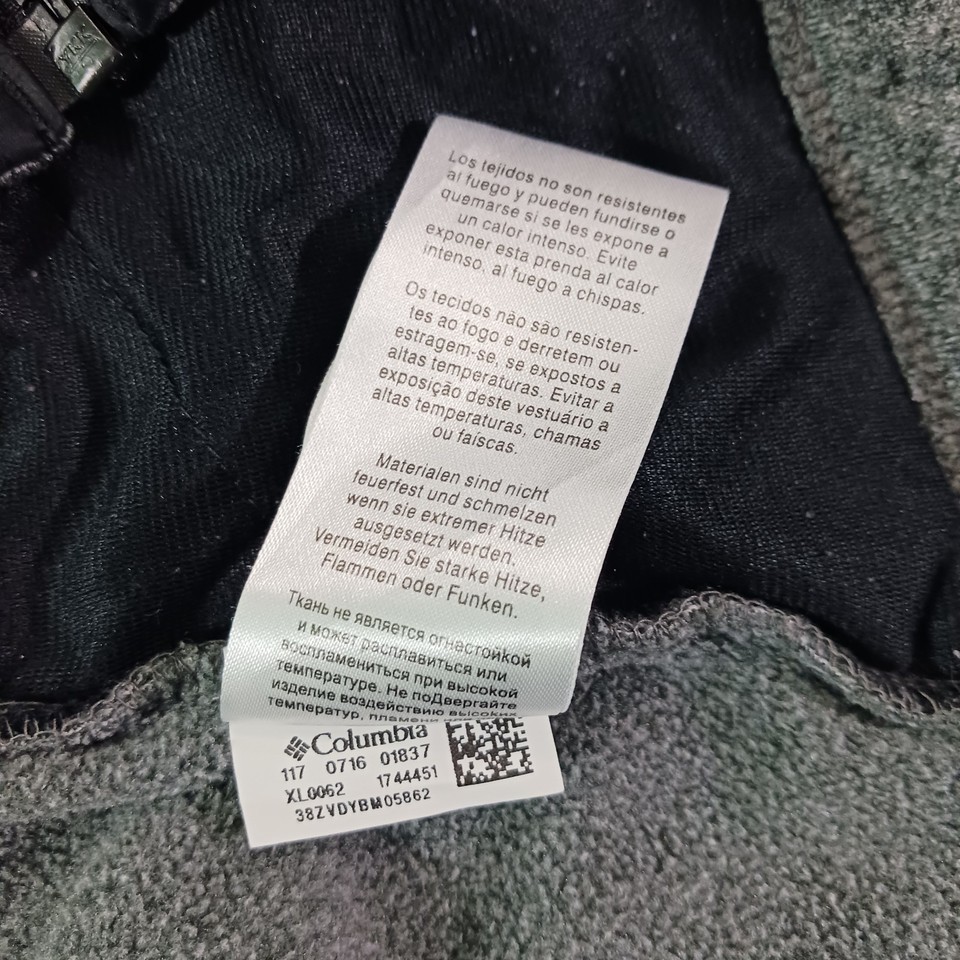 YKK
Los tejidos no son resistentes
al fuego y pueden fundirse o
quemarse si se les expone a
un calor intenso. Evite
exponer esta prenda al calor
intenso, al fuego a chispas.
Os tecidos não são resisten-
tes ao fogo e derretem ou
estragem-se, se expostos a
altas temperaturas. Evitar a
exposição deste vestuário a
altas temperaturas, chamas
ou faíscas.
Materialen sind nicht
feuerfest und schmelzen
wenn sie extremer Hitze
ausgesetzt werden.
Vermeiden Sie starke Hitze,
Flammen oder Funken.
Ткань не является огнестойкой
и может расплавиться или
воспламениться при высокой
температуре. Не поДвергайте
изделие воздействию высоких
температур, пламени
Columbia
117 0716 01837
XL0062 1744451
38ZVDYBM05862